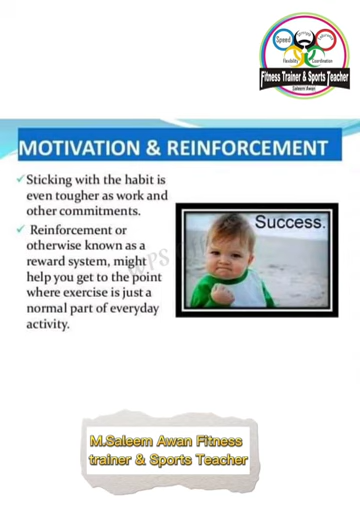 Speed
Flexibility
Coordination
Fitness Trainer & Sports Teacher
Saleem Awan
MOTIVATION & REINFORCEMENT
✓Sticking with the habit is
even tougher as work and
other commitments.
✓ Reinforcement or
otherwise known as a
reward system, might
help you get to the point
where exercise is just a
normal part of everyday
activity.
Success.
M.Saleem Awan Fitness
trainer & Sports Teacher